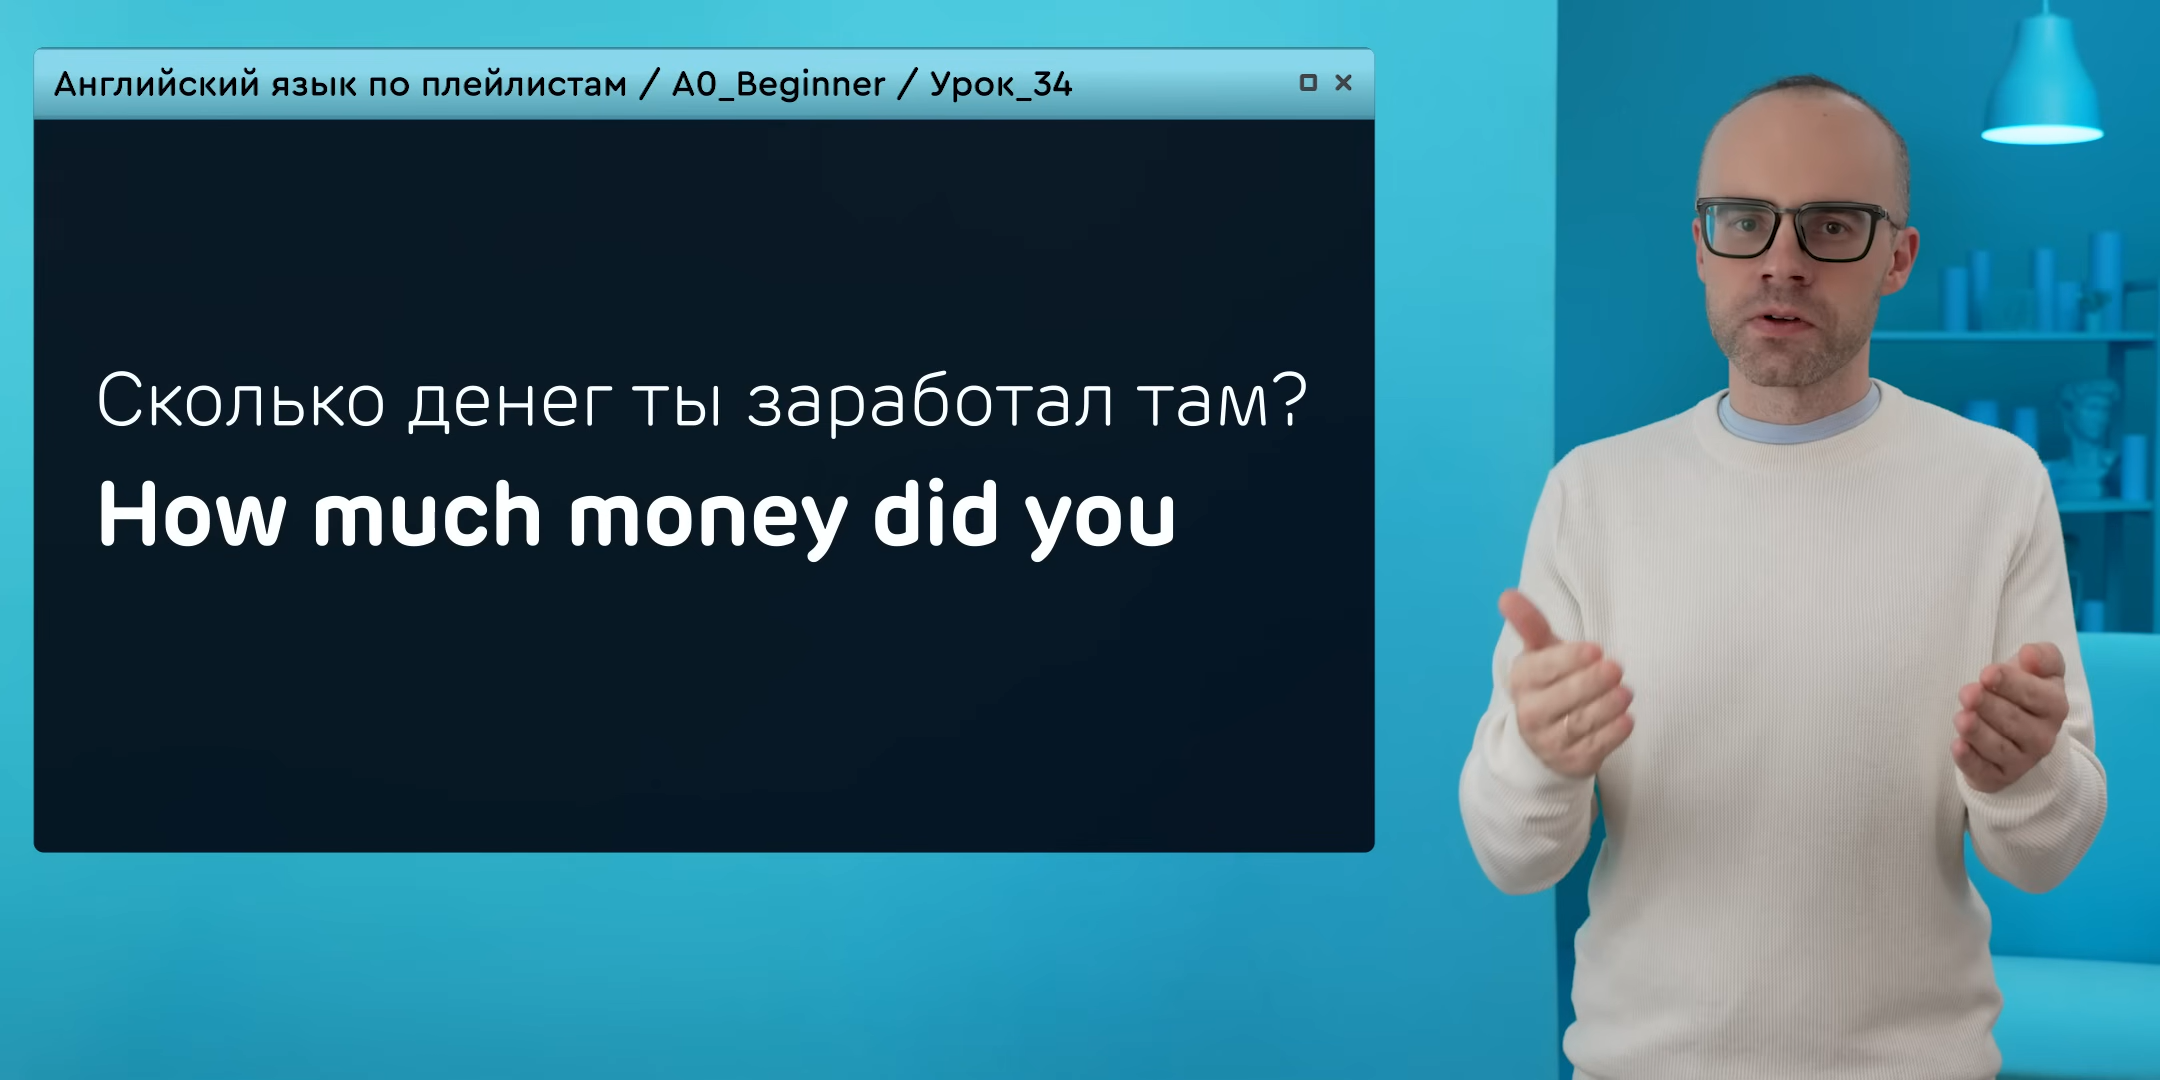 Английский язык по плейлистам / A0_Beginner / Урок_34
Сколько денег ты заработал там?
How much money did you